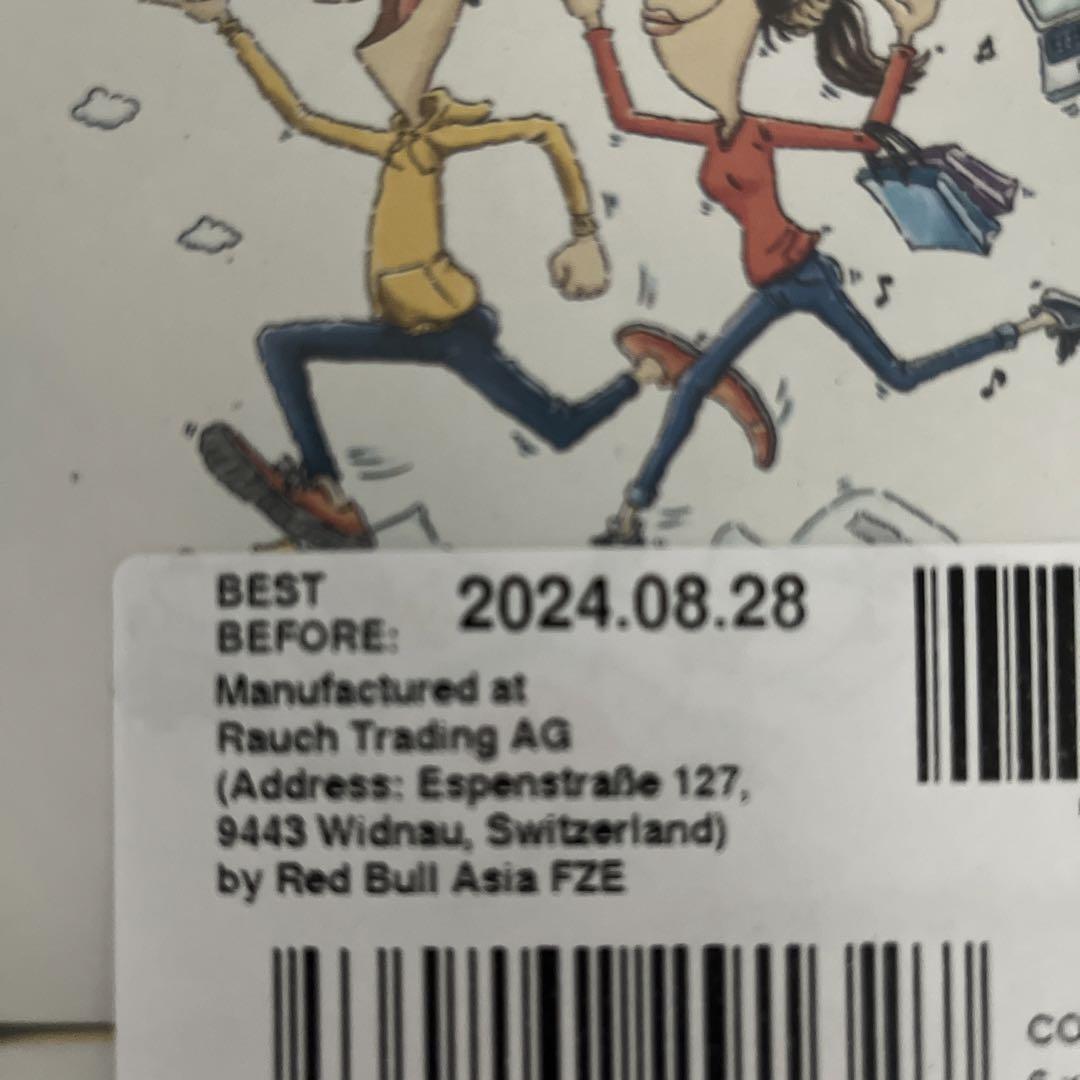 BEST
BEFORE: 2024.08.28
Manufactured at
Rauch Trading AG
(Address: Espenstraße 127,
9443 Widnau, Switzerland)
by Red Bull Asia FZE
CO